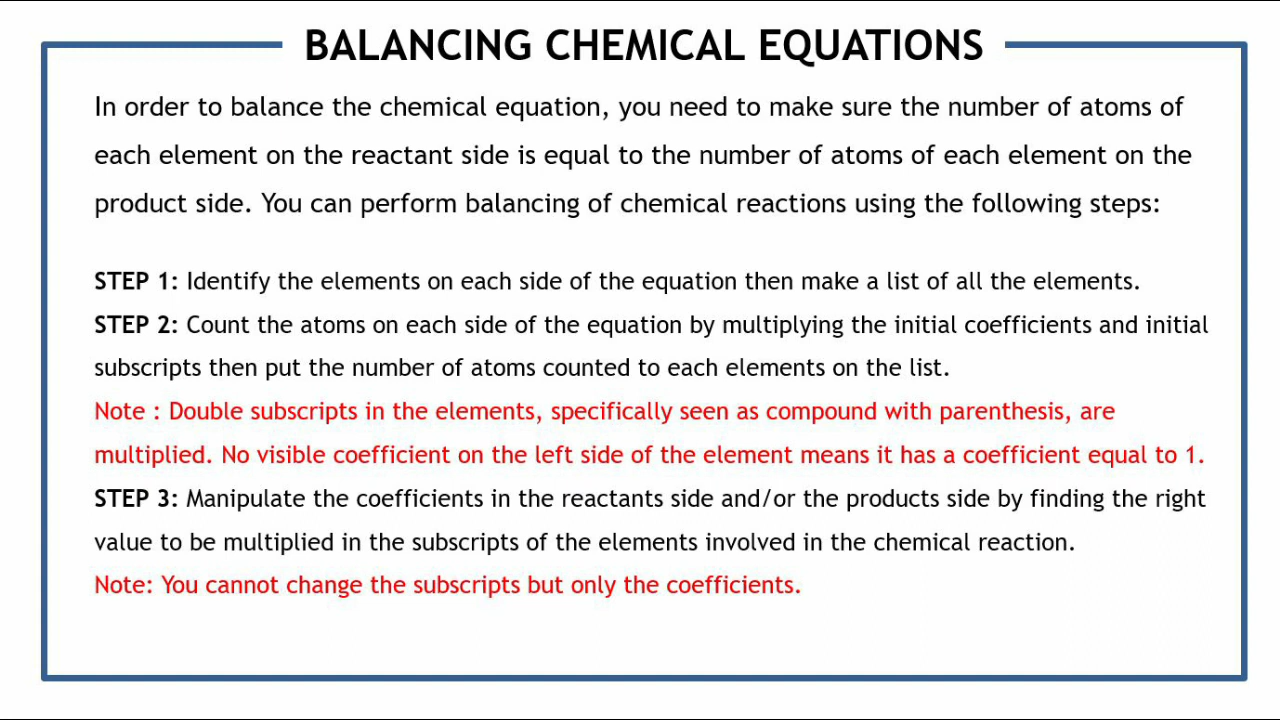 BALANCING CHEMICAL EQUATIONS
In order to balance the chemical equation, you need to make sure the number of atoms of
each element on the reactant side is equal to the number of atoms of each element on the
product side. You can perform balancing of chemical reactions using the following steps:
STEP 1: Identify the elements on each side of the equation then make a list of all the elements.
STEP 2: Count the atoms on each side of the equation by multiplying the initial coefficients and initial
subscripts then put the number of atoms counted to each elements on the list.
Note : Double subscripts in the elements, specifically seen as compound with parenthesis, are
multiplied. No visible coefficient on the left side of the element means it has a coefficient equal to 1.
STEP 3: Manipulate the coefficients in the reactants side and/or the products side by finding the right
value to be multiplied in the subscripts of the elements involved in the chemical reaction.
Note: You cannot change the subscripts but only the coefficients.